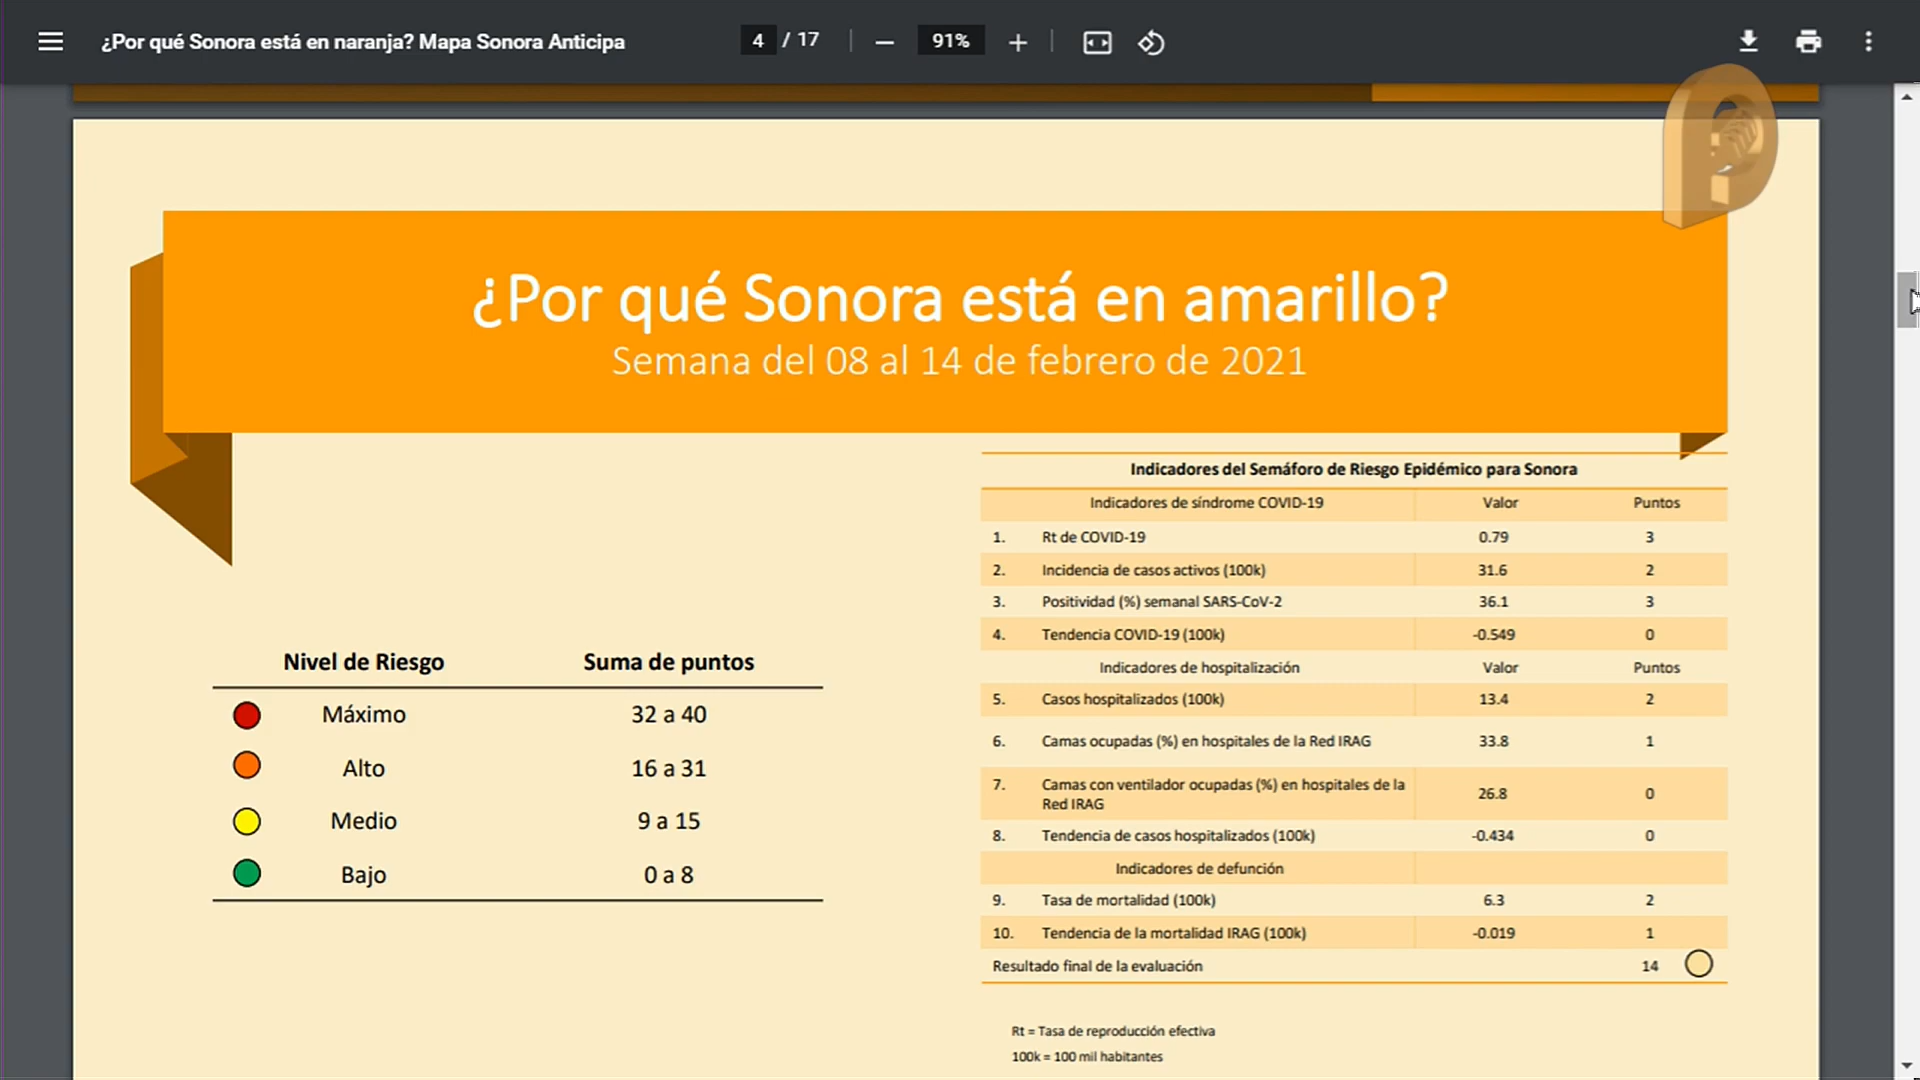 ¿Por qué Sonora está en naranja? Mapa Sonora Anticipa
4 / 17
91%
¿Por qué Sonora está en amarillo?
Semana del 08 al 14 de febrero de 2021
Nivel de Riesgo Suma de puntos
Máximo 32 a 40
Alto 16 a 31
Medio 9 a 15
Bajo 0 a 8
Indicadores del Semáforo de Riesgo Epidémico para Sonora
Indicadores de síndrome COVID-19 Valor Puntos
1. Rt de COVID-19 0.79 3
2. Incidencia de casos activos (100k) 31.6 2
3. Positividad (%) semanal SARS-CoV-2 36.1 3
4. Tendencia COVID-19 (100k) -0.549 0
Indicadores de hospitalización Valor Puntos
5. Casos hospitalizados (100k) 13.4 2
6. Camas ocupadas (%) en hospitales de la Red IRAG 33.8 1
7. Camas con ventilador ocupadas (%) en hospitales de la
Red IRAG 26.8 0
8. Tendencia de casos hospitalizados (100k) -0.434 0
Indicadores de defunción
9. Tasa de mortalidad (100k) 6.3 2
10. Tendencia de la mortalidad IRAG (100k) -0.019 1
Resultado final de la evaluación 14
Rt = Tasa de reproducción efectiva
100k = 100 mil habitantes